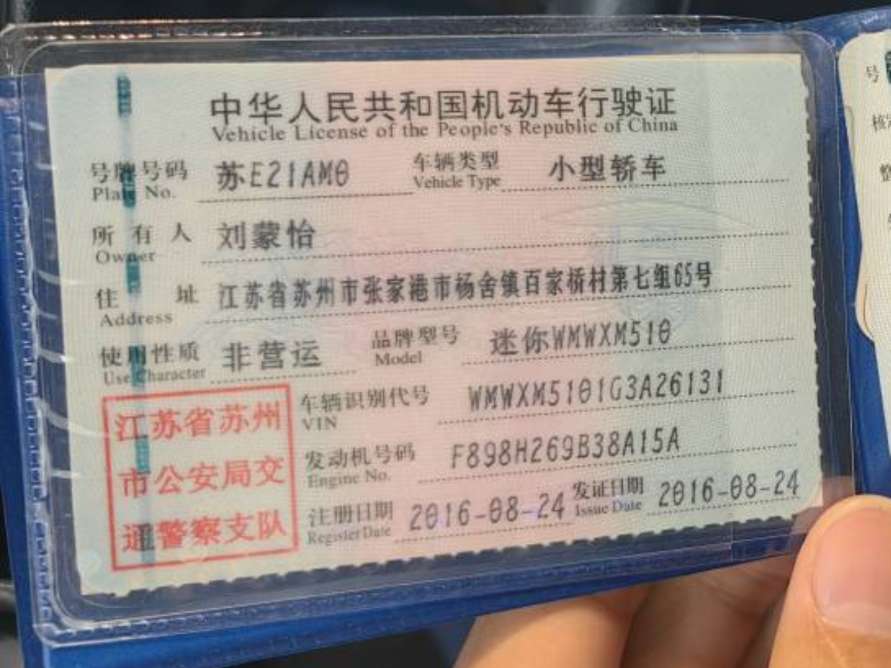 中华人民共和国机动车行驶证
Vehicle License of the People's Republic of China
号牌号码 苏E21AM0 车辆类型 小型轿车
Plate No. Vehicle Type
所有人 刘蒙怡
Owner
住址 江苏省苏州市张家港市杨舍镇百家桥村第七组65号
Address
使用性质 非营运 品牌型号 迷你WMWXM510
Use Character Model
江苏省苏州
市公安局交
通警察支队
车辆识别代号 WMWXM5101G3A26131
VIN
发动机号码 F898H269B38A15A
Engine No.
注册日期 2016-08-24 发证日期 2016-08-24
Register Date Issue Date
号